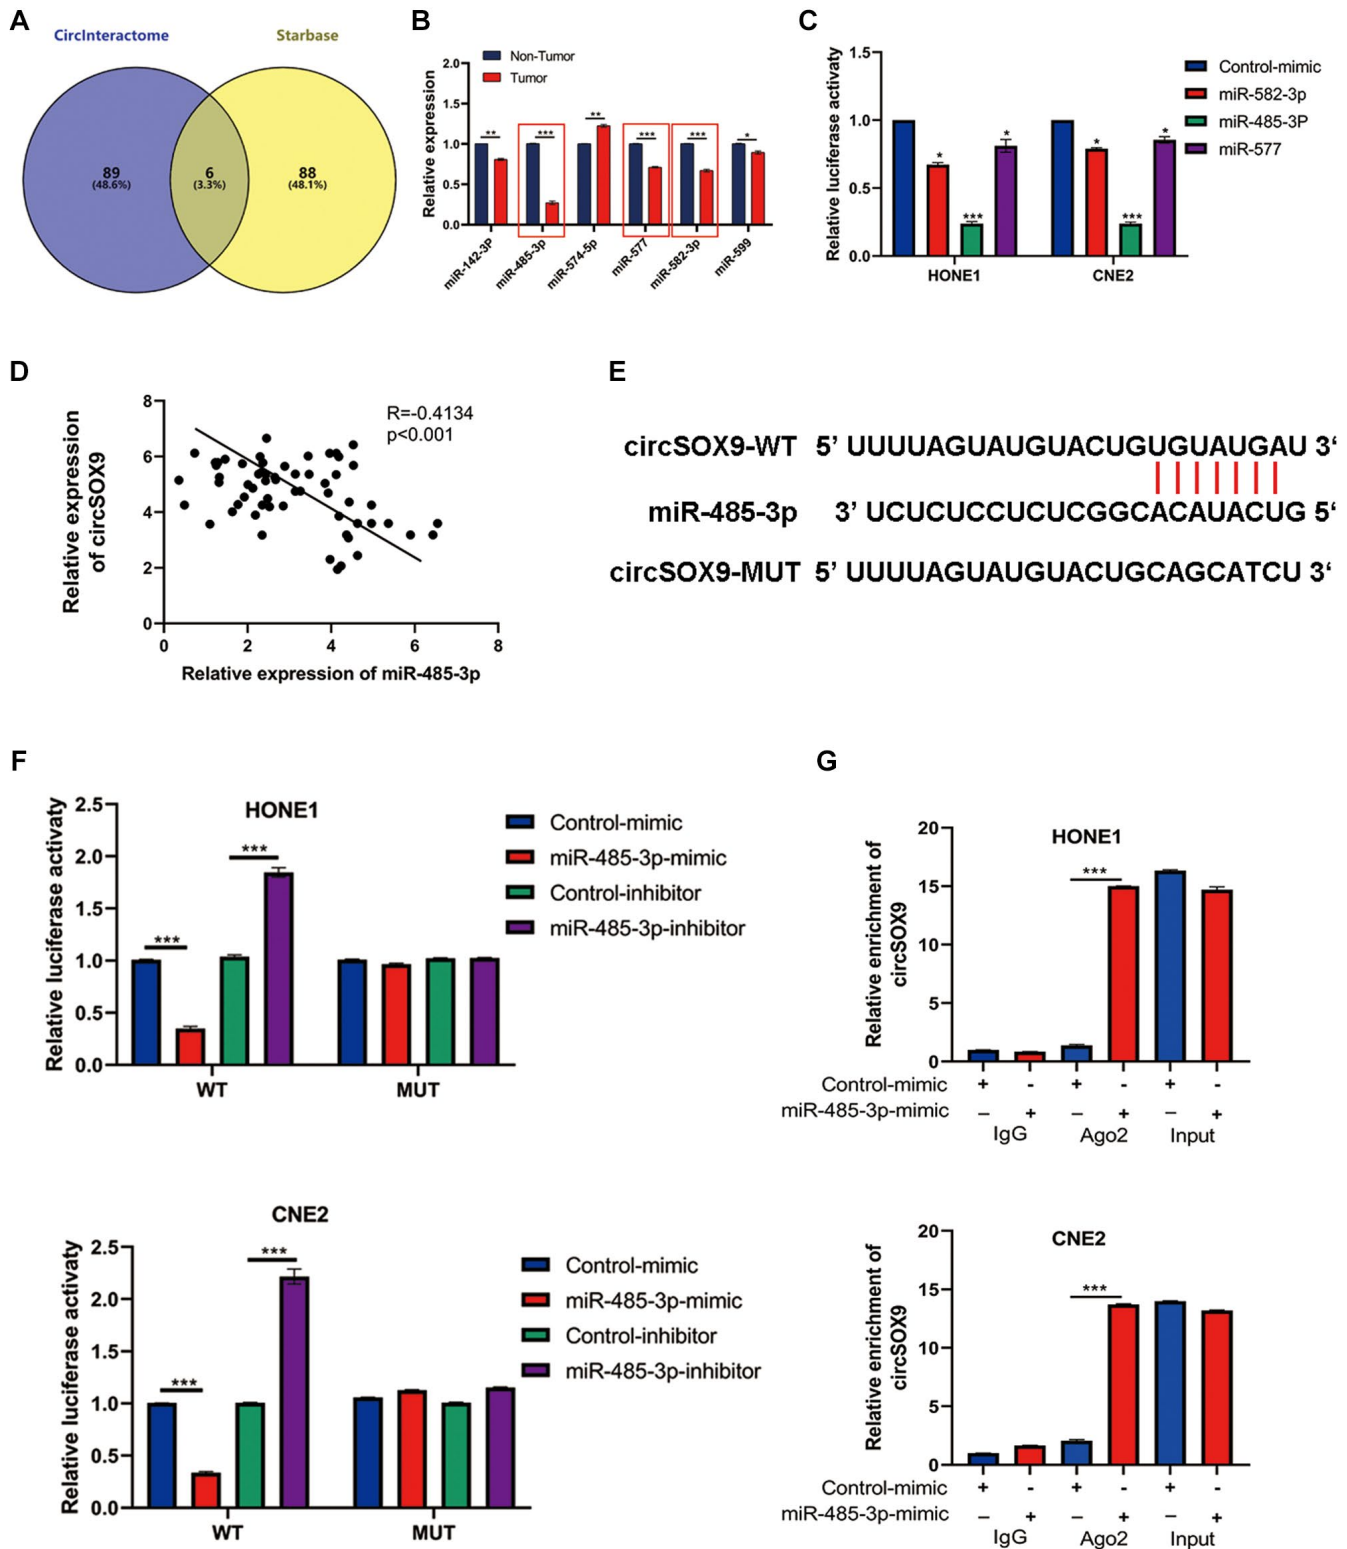 A
CircInteractome
Starbase
89
(48.6%)
6
(3.3%)
88
(48.1%)
B
Non-Tumor
Tumor
Relative expression
2.0
1.5
1.0
0.5
0.0
**
***
**
***
***
*
miR-142-3P
miR-485-3p
miR-574-5p
miR-577
miR-582-3p
miR-599
C
Relative luciferase activaty
1.5
1.0
0.5
0.0
*
***
*
*
***
*
HONE1
CNE2
Control-mimic
miR-582-3p
miR-485-3P
miR-577
D
Relative expression
of circSOX9
8
6
4
2
0
R=-0.4134
p<0.001
0
2
4
6
8
Relative expression of miR-485-3p
E
circSOX9-WT 5’ UUUUAGUAUGUACUGUGUAUGAU 3‘
miR-485-3p 3’ UCUCUCCUCUCGGCACAUACUG 5‘
circSOX9-MUT 5’ UUUUAGUAUGUACUGCAGCATCU 3‘
F
HONE1
Relative luciferase activaty
2.5
2.0
1.5
1.0
0.5
0.0
***
***
WT
MUT
Control-mimic
miR-485-3p-mimic
Control-inhibitor
miR-485-3p-inhibitor
CNE2
Relative luciferase activaty
2.5
2.0
1.5
1.0
0.5
0.0
***
***
WT
MUT
Control-mimic
miR-485-3p-mimic
Control-inhibitor
miR-485-3p-inhibitor
G
HONE1
Relative enrichment of
circSOX9
20
15
10
5
0
***
Control-mimic + - + - + -
miR-485-3p-mimic – + – + – +
IgG Ago2 Input
CNE2
Relative enrichment of
circSOX9
20
15
10
5
0
***
Control-mimic + - + - + -
miR-485-3p-mimic – + – + – +
IgG Ago2 Input